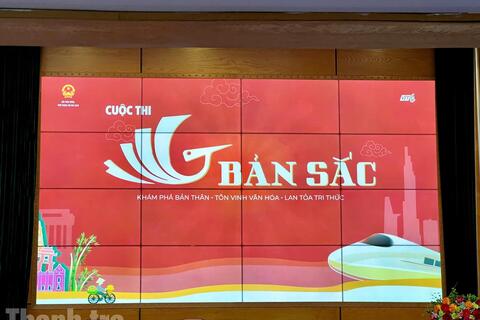 CUỘC THI
BẢN SẮC
KHÁM PHÁ BẢN THÂN - TÔN VINH VĂN HÓA - LAN TỎA TRI THỨC
Thanh tra